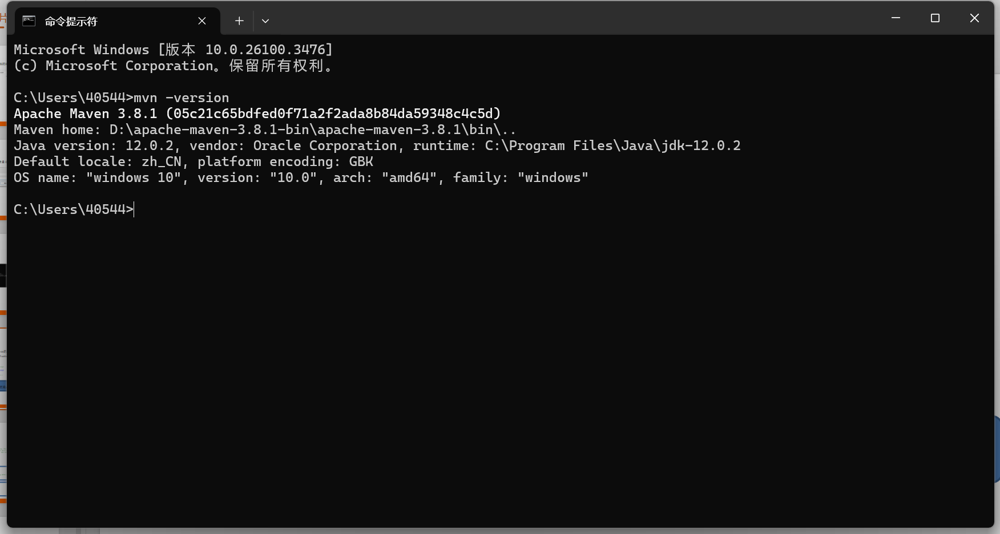 命令提示符
Microsoft Windows [版本 10.0.26100.3476]
(c) Microsoft Corporation。保留所有权利。
C:\Users\40544>mvn -version
Apache Maven 3.8.1 (05c21c65bdfed0f71a2f2ada8b84da59348c4c5d)
Maven home: D:\apache-maven-3.8.1-bin\apache-maven-3.8.1\bin\..
Java version: 12.0.2, vendor: Oracle Corporation, runtime: C:\Program Files\Java\jdk-12.0.2
Default locale: zh_CN, platform encoding: GBK
OS name: "windows 10", version: "10.0", arch: "amd64", family: "windows"
C:\Users\40544>